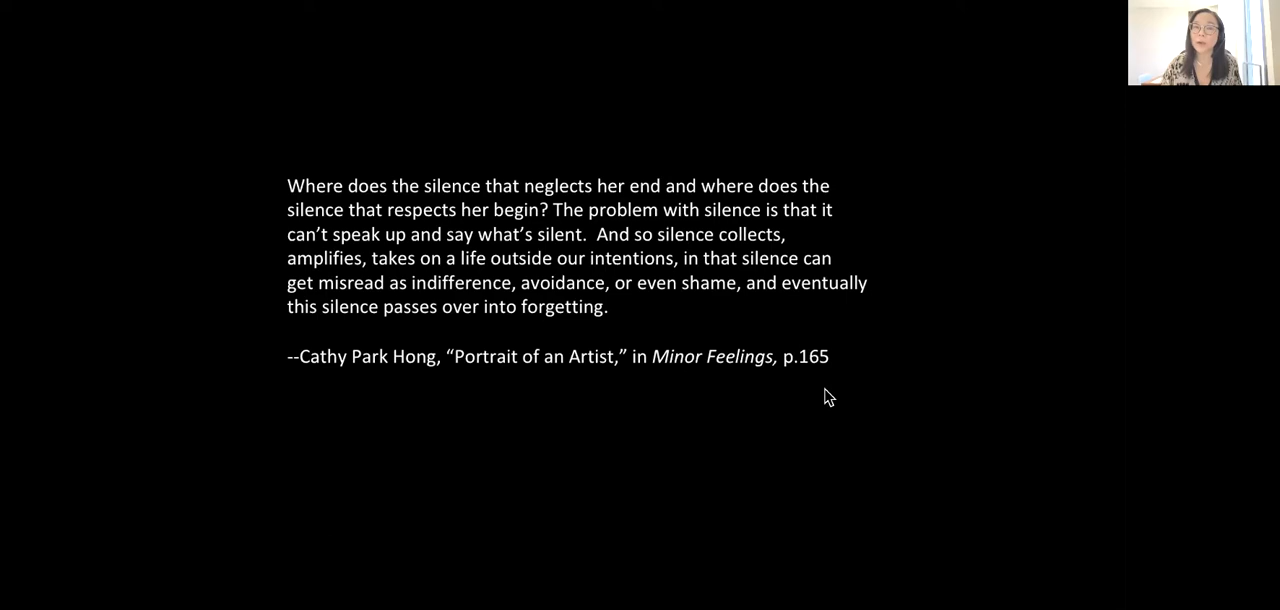 Where does the silence that neglects her end and where does the
silence that respects her begin? The problem with silence is that it
can’t speak up and say what’s silent.  And so silence collects,
amplifies, takes on a life outside our intentions, in that silence can
get misread as indifference, avoidance, or even shame, and eventually
this silence passes over into forgetting.
--Cathy Park Hong, “Portrait of an Artist,” in Minor Feelings, p.165